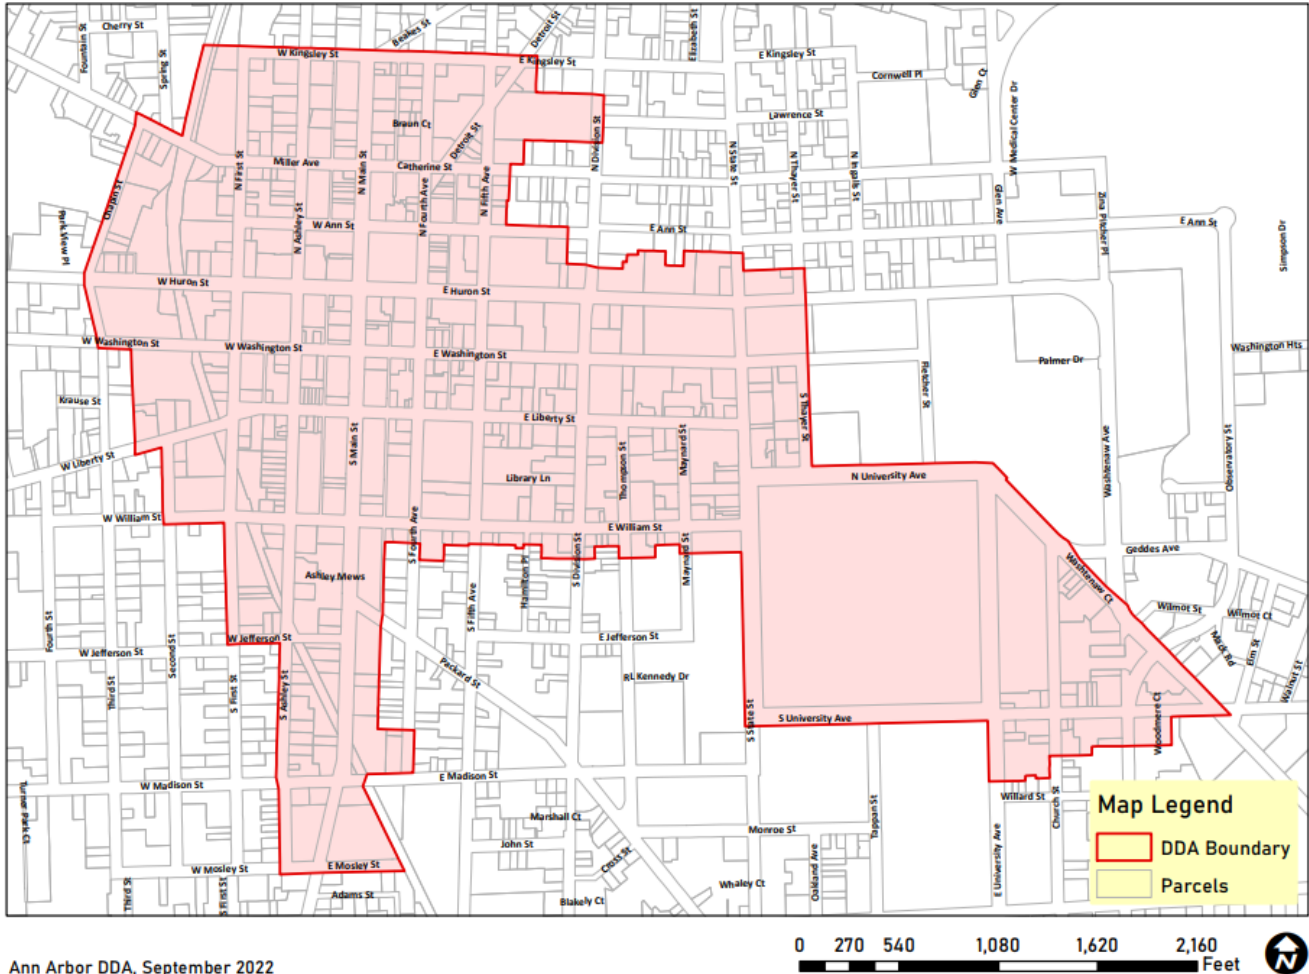 Cherry St
Fountain St
Spring St
Beakes St
Detroit St
Elizabeth St
W Kingsley St
E Kingsley St
E Kingsley St
Cornwell Pl
Glen Ct
W Medical Center Dr
Braun Ct
Detroit St
N Division St
Lawrence St
Miller Ave
Catherine St
N First St
N Main St
N State St
N Thayer St
N Ingalls St
Chapin St
N Fourth Ave
N Fifth Ave
Glen Ave
Zina Pitcher Pl
Park View Pl
N Ashley St
W Ann St
E Ann St
E Ann St
Simpson Dr
W Huron St
E Huron St
W Washington St
W Washington St
E Washington St
Palmer Dr
Washington Hts
Fletcher St
Krause St
S Thayer St
E Liberty St
W Liberty St
S Main St
Thompson St
Maynard St
Washtenaw Ave
Observatory St
Library Ln
N University Ave
W William St
S Fourth Ave
E William St
S Division St
Maynard St
Geddes Ave
Ashley Mews
Hamilton Pl
S Fifth Ave
Washtenaw Ct
Wilmot St
Wilmot Ct
Fourth St
W Jefferson St
W Jefferson St
Second St
E Jefferson St
Mack Rd
Elm St
Packard St
RL Kennedy Dr
Walnut St
Third St
S First St
S Ashley St
S State St
S University Ave
Woodmere Ct
W Madison St
E Madison St
Willard St
Church St
Turner Park Ct
Marshall Ct
Monroe St
Tappan St
John St
Oakland Ave
E University Ave
Cross St
W Mosley St
E Mosley St
Whaley Ct
Third St
S First St
Adams St
Blakely Ct
Map Legend
DDA Boundary
Parcels
Ann Arbor DDA, September 2022
0 270 540 1,080 1,620 2,160
Feet
N